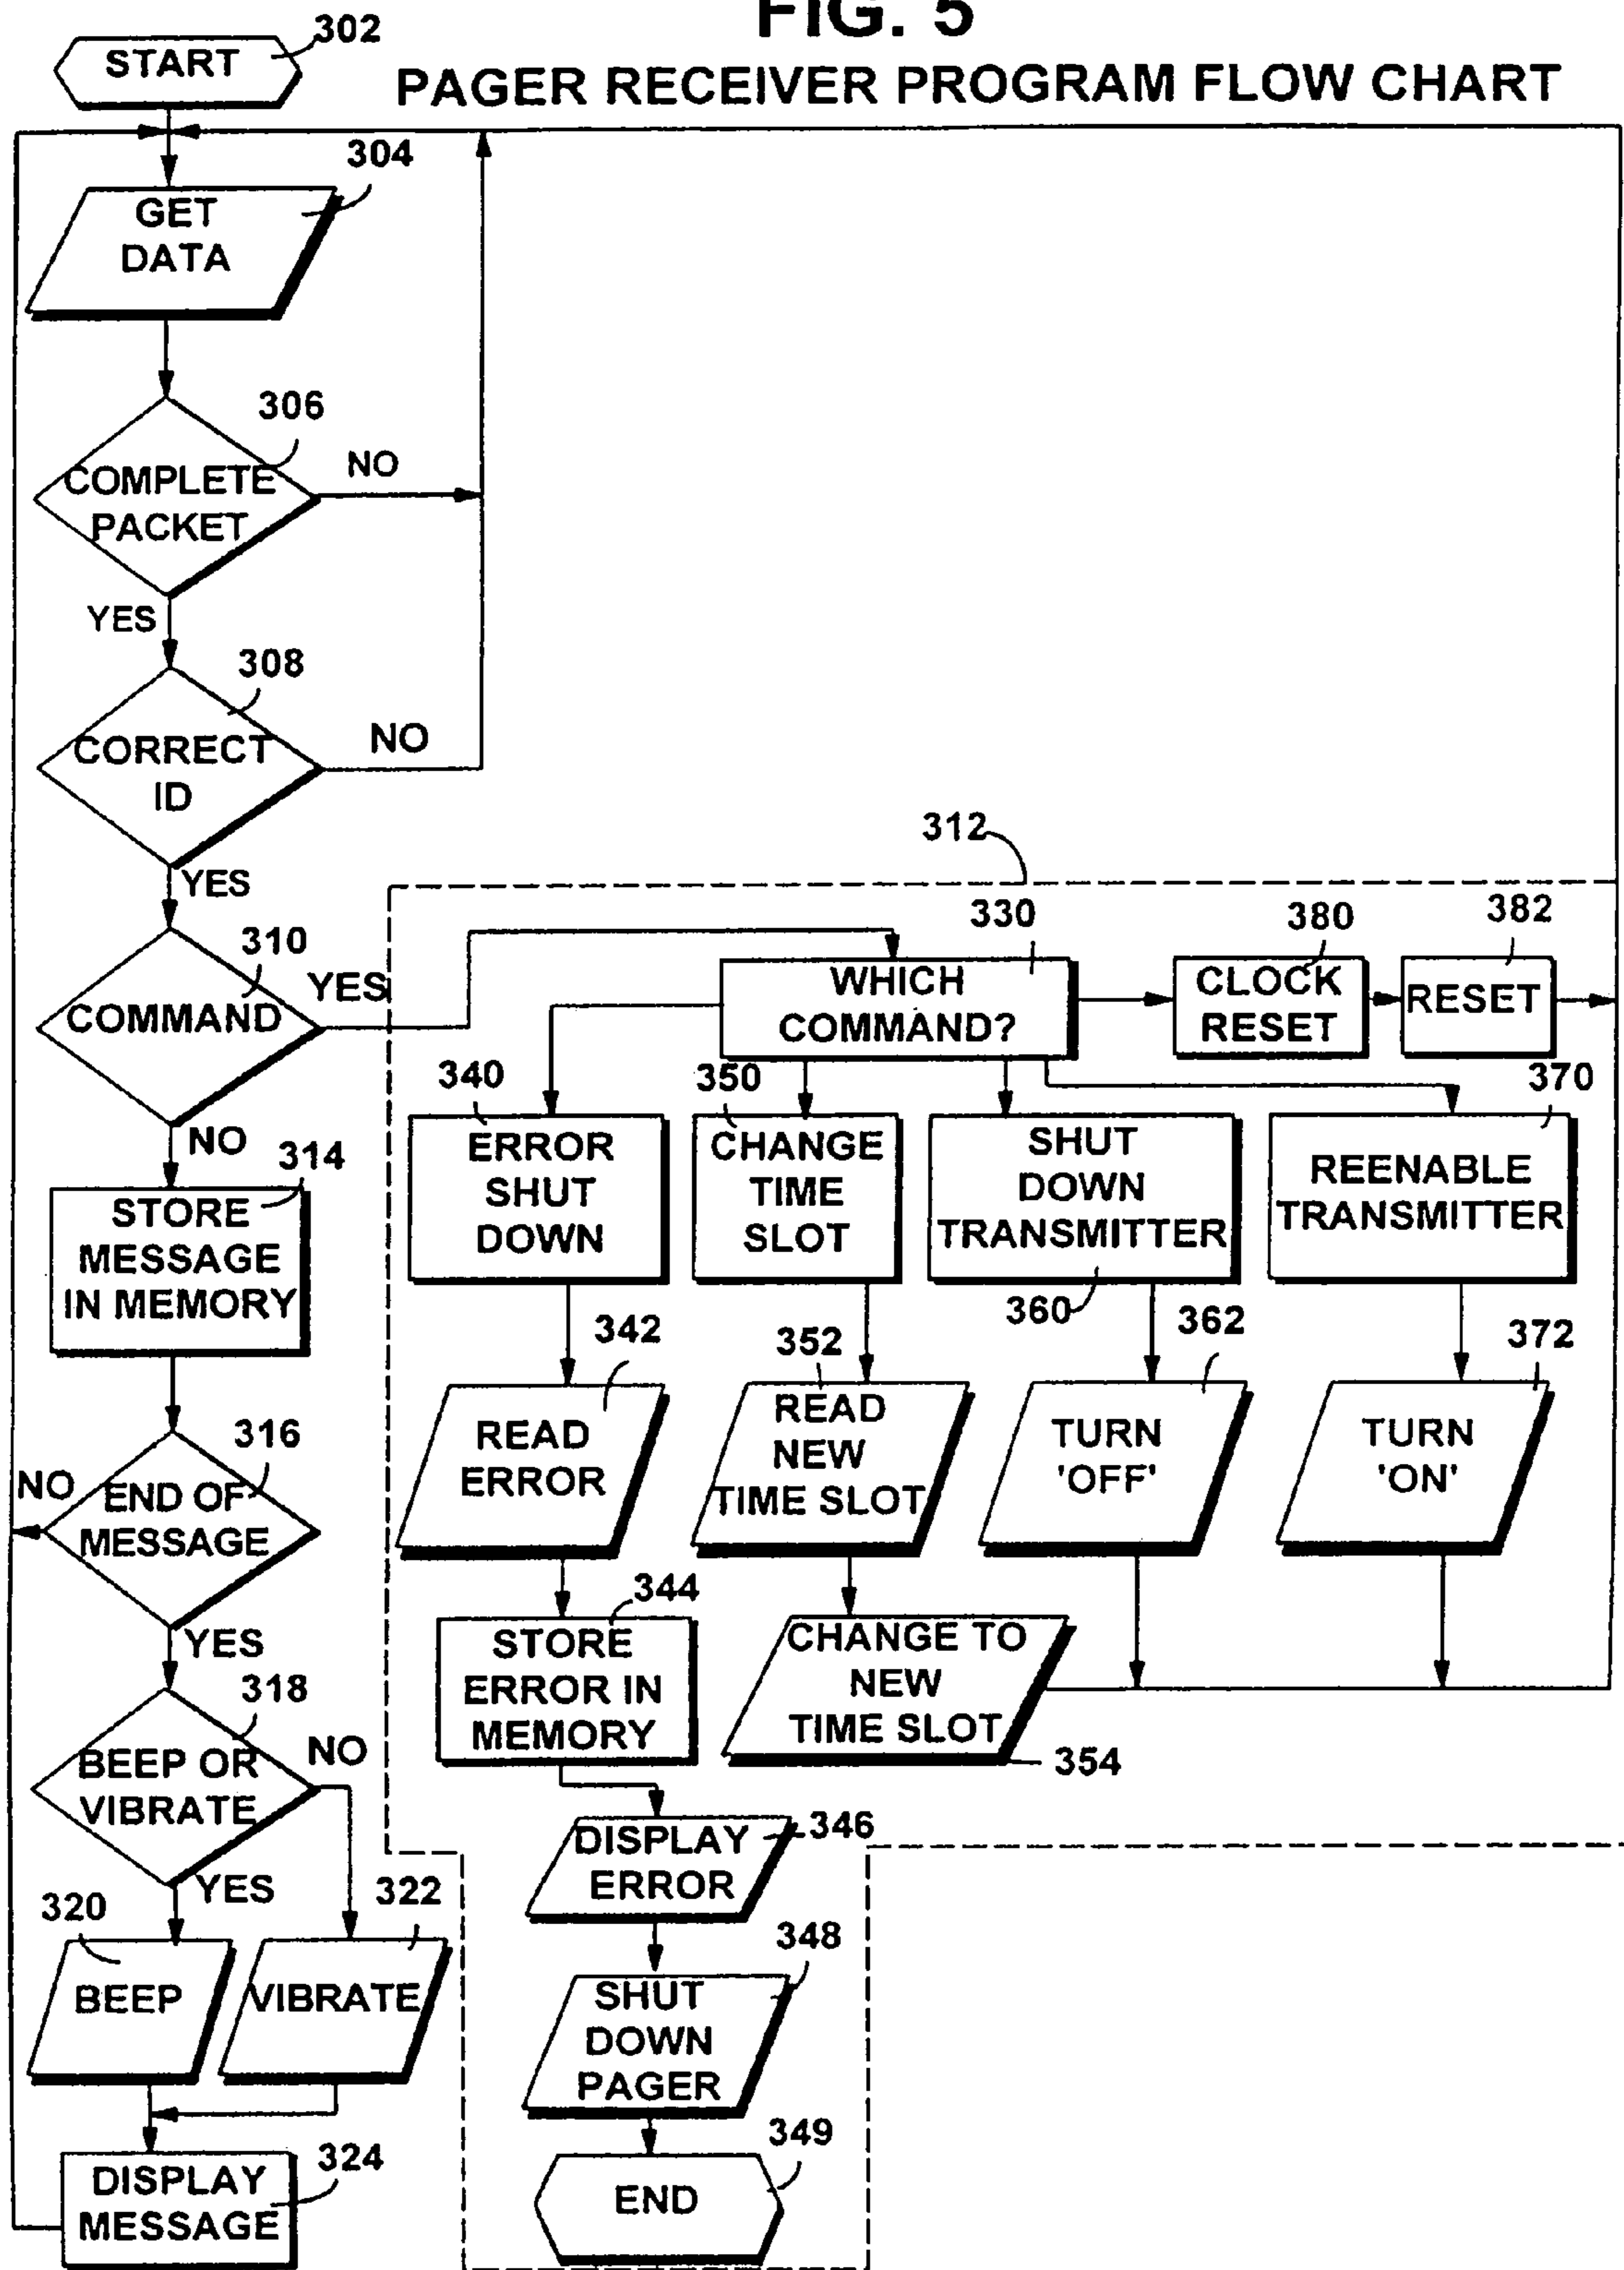 FIG. 5
PAGER RECEIVER PROGRAM FLOW CHART
302
START
304
GET
DATA
306
COMPLETE
PACKET
NO
YES
308
CORRECT
ID
NO
YES
310
COMMAND
YES
NO
312
330
WHICH
COMMAND?
380
CLOCK
RESET
382
RESET
340
ERROR
SHUT
DOWN
350
CHANGE
TIME
SLOT
SHUT
DOWN
TRANSMITTER
360
370
REENABLE
TRANSMITTER
314
STORE
MESSAGE
IN MEMORY
342
READ
ERROR
352
READ
NEW
TIME SLOT
362
TURN
'OFF'
372
TURN
'ON'
316
END OF
MESSAGE
NO
YES
344
STORE
ERROR IN
MEMORY
CHANGE TO
NEW
TIME SLOT
354
318
BEEP OR
VIBRATE
NO
YES
346
DISPLAY
ERROR
320
BEEP
322
VIBRATE
348
SHUT
DOWN
PAGER
324
DISPLAY
MESSAGE
349
END